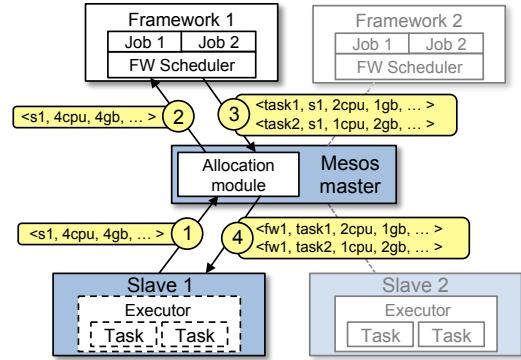 Framework 1
Job 1 Job 2
FW Scheduler
Framework 2
Job 1 Job 2
FW Scheduler
<s1, 4cpu, 4gb, ... >
2
3
<task1, s1, 2cpu, 1gb, ... >
<task2, s1, 1cpu, 2gb, ... >
Allocation
module
Mesos
master
<s1, 4cpu, 4gb, ... >
1
4
<fw1, task1, 2cpu, 1gb, ... >
<fw1, task2, 1cpu, 2gb, ... >
Slave 1
Executor
Task Task
Slave 2
Executor
Task Task